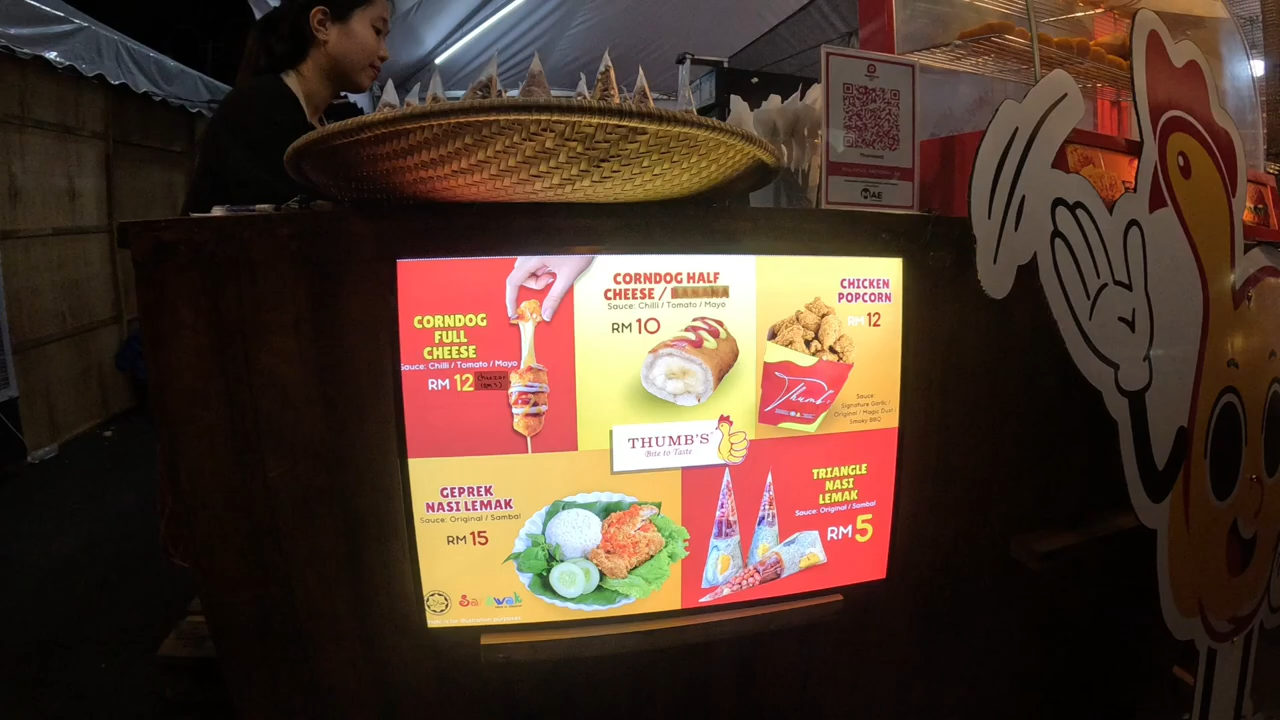 CORNDOG
FULL
CHEESE
Sauce: Chilli / Tomato / Mayo
RM 12
CORNDOG HALF
CHEESE / BANANA
Sauce: Chilli / Tomato / Mayo
RM 10
CHICKEN
POPCORN
RM 12
Sauce
Signature Garlic /
Original / Magic Dust /
Smoky BBQ
Thumb's
THUMB'S
Bite to Taste
GEPREK
NASI LEMAK
Sauce: Original / Sambal
RM 15
TRIANGLE
NASI
LEMAK
Sauce: Original / Sambal
RM 5
Sarawak
MAE